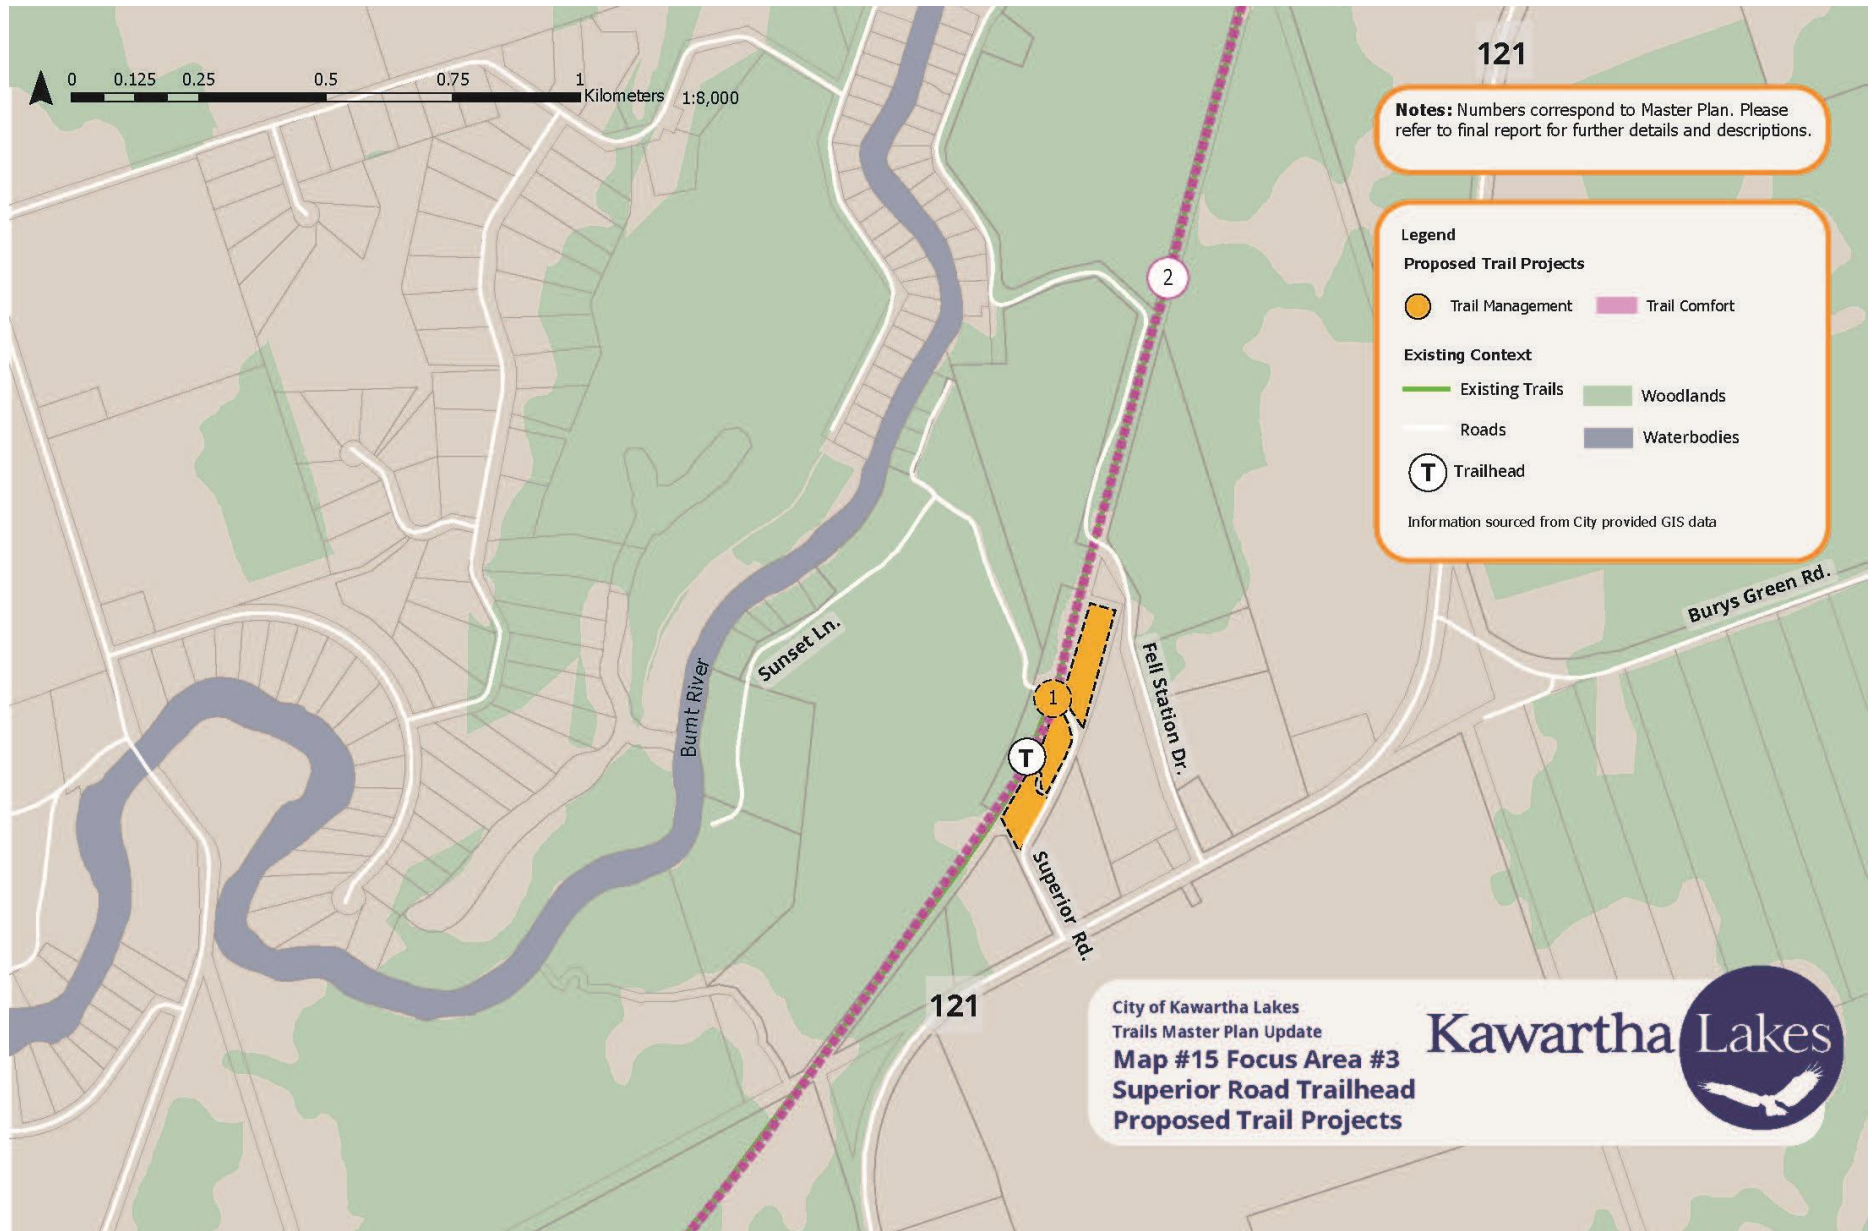 0 0.125 0.25 0.5 0.75 1
Kilometers 1:8,000
121
Notes: Numbers correspond to Master Plan. Please
refer to final report for further details and descriptions.
2
Legend
Proposed Trail Projects
Trail Management Trail Comfort
Existing Context
Existing Trails Woodlands
Roads Waterbodies
T Trailhead
Information sourced from City provided GIS data
Burys Green Rd.
Sunset Ln.
Fell Station Dr.
Burnt River
1
T
Superior Rd.
121
City of Kawartha Lakes
Trails Master Plan Update
Map #15 Focus Area #3
Superior Road Trailhead
Proposed Trail Projects
Kawartha Lakes